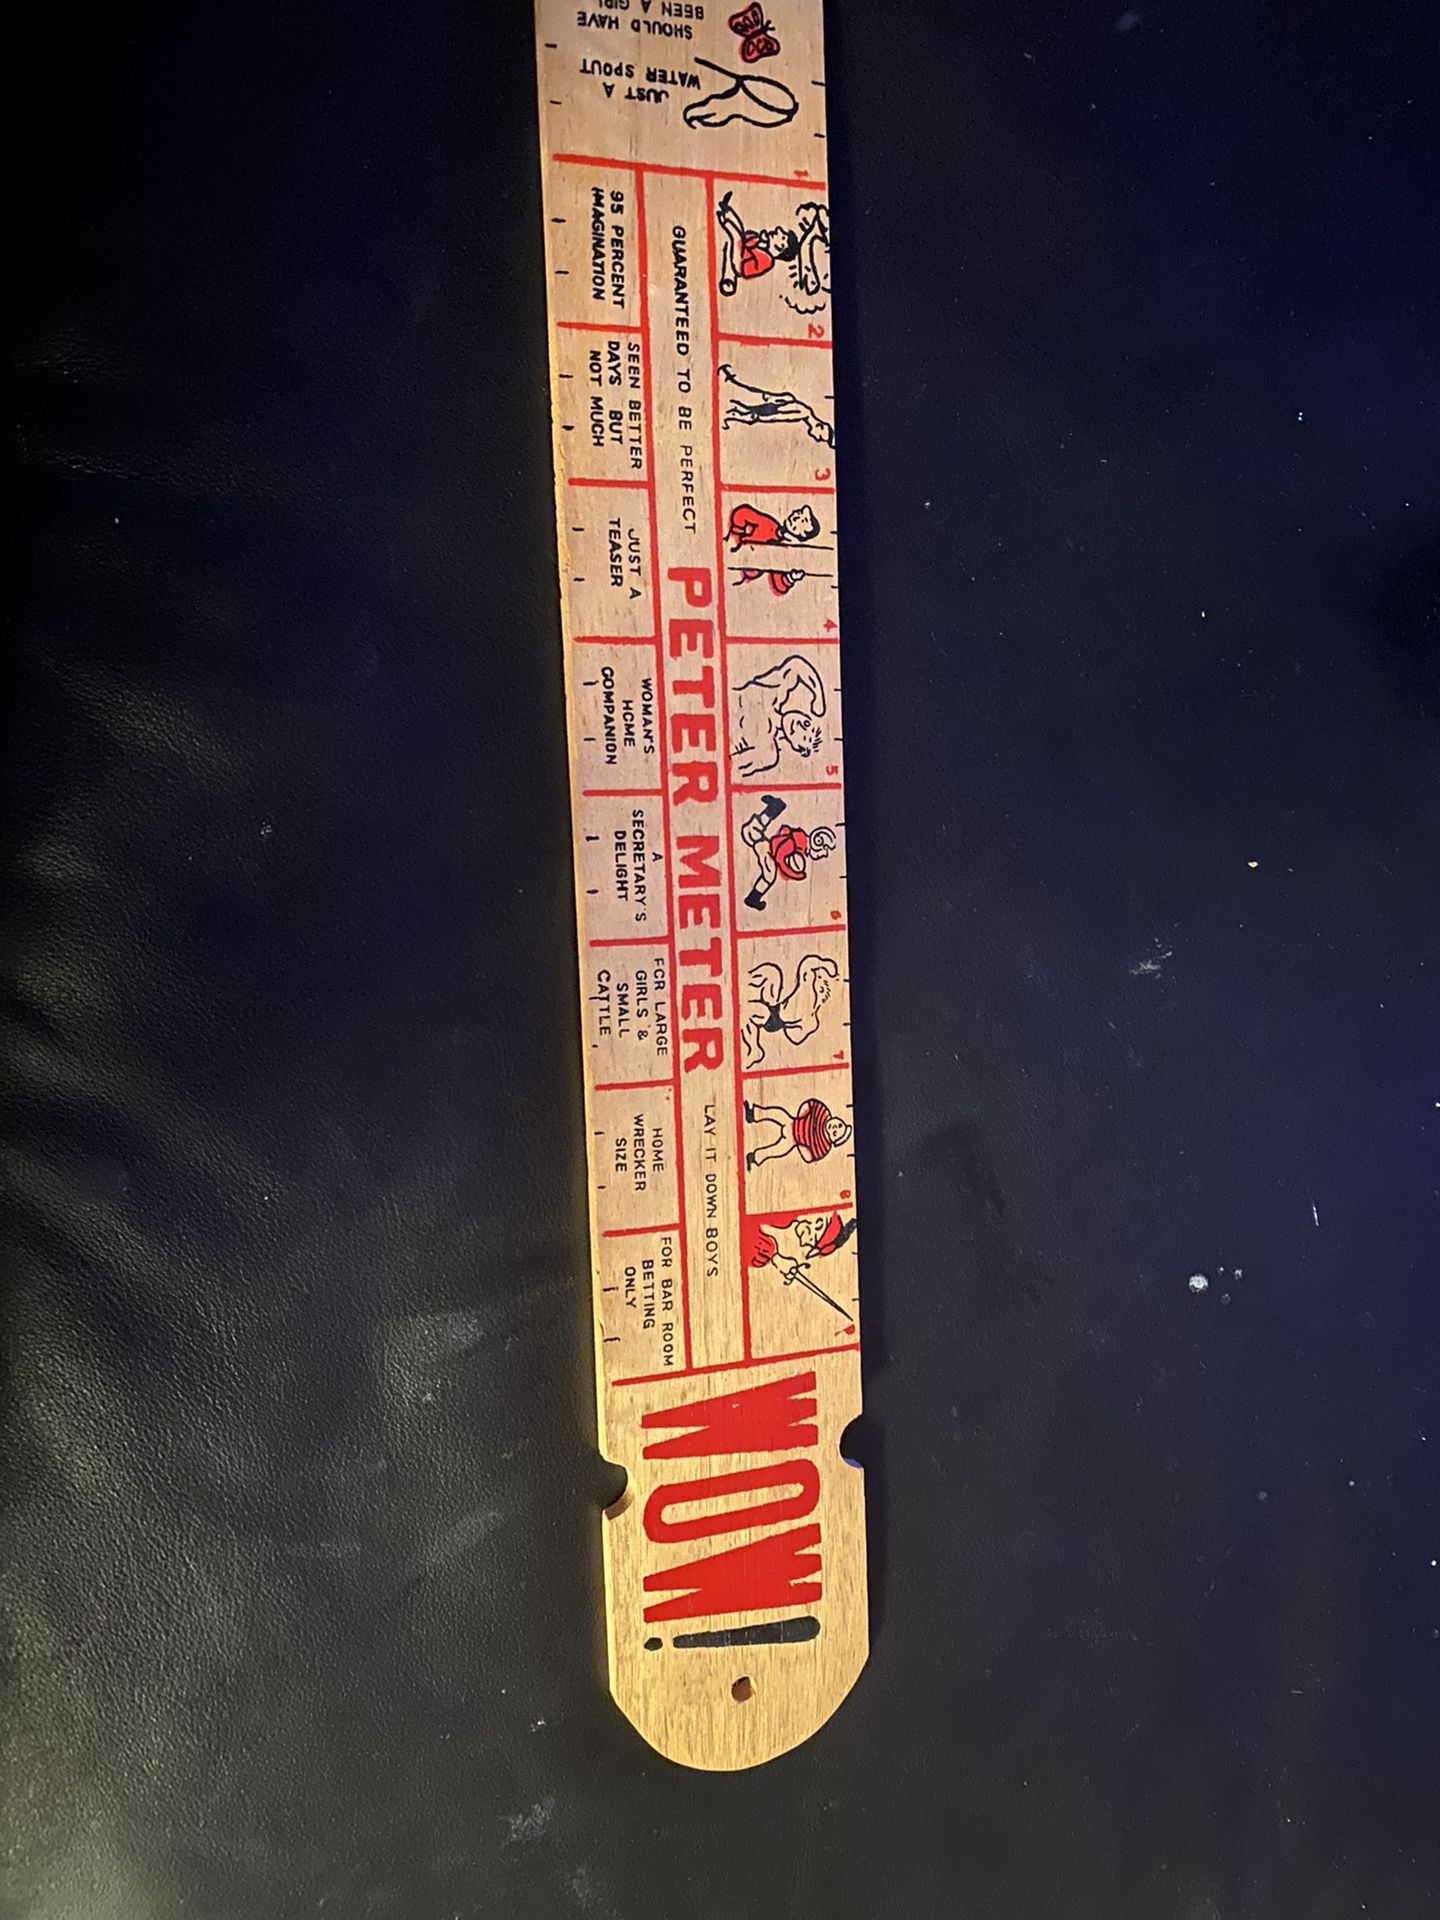 SHOULD HAVE
BEEN A GIRL
JUST A
WATER SPOUT
1
2
3
4
5
6
7
8
9
GUARANTEED TO BE PERFECT
PETER METER
LAY IT DOWN BOYS
95 PERCENT
IMAGINATION
SEEN BETTER
DAYS BUT
NOT MUCH
JUST A
TEASER
WOMAN'S
HOME
COMPANION
A
SECRETARY'S
DELIGHT
FOR LARGE
GIRLS &
SMALL
CATTLE
HOME
WRECKER
SIZE
FOR BAR ROOM
BETTING
ONLY
WOW!